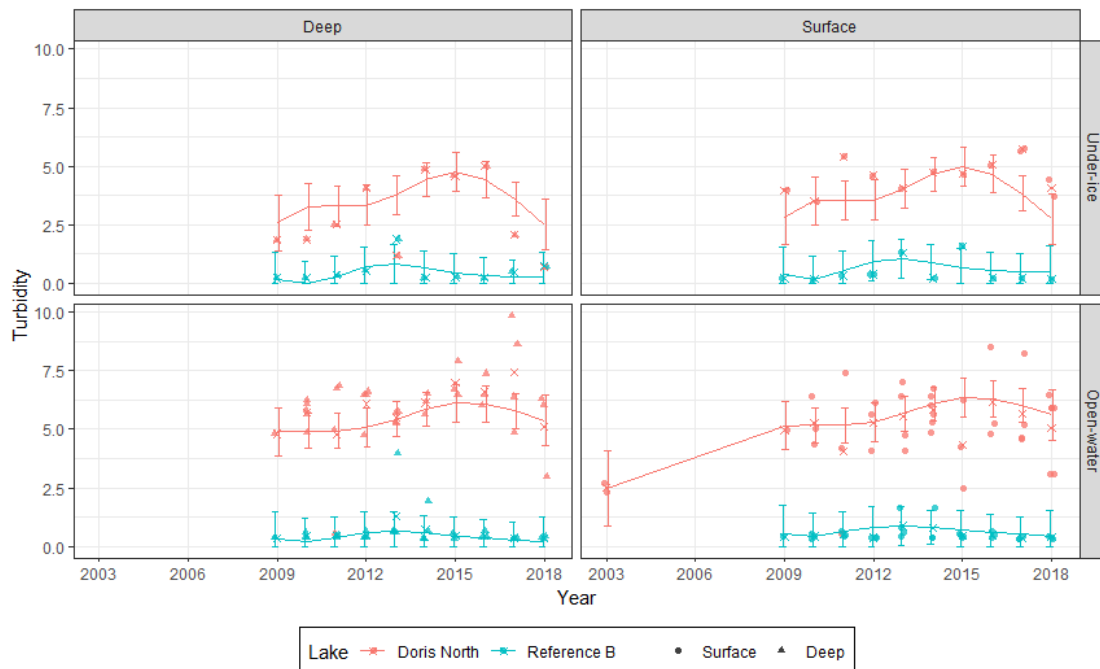 Deep Surface
10.0
7.5
5.0
2.5
0.0
Under-ice
10.0
7.5
5.0
2.5
0.0
Open-water
Turbidity
2003 2006 2009 2012 2015 2018 2003 2006 2009 2012 2015 2018
Year
Lake Doris North Reference B Surface Deep